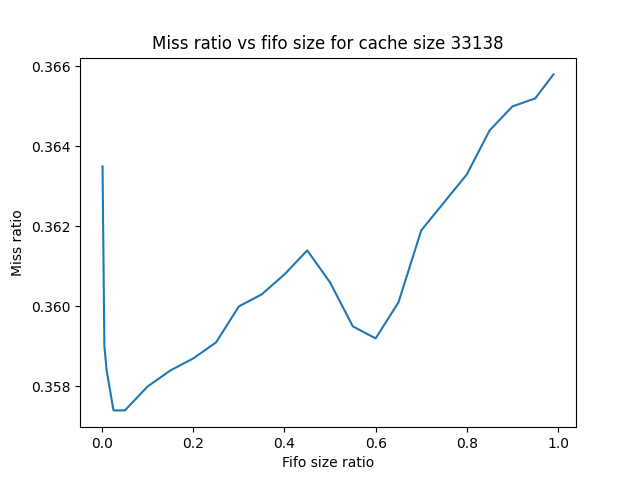 Miss ratio vs fifo size for cache size 33138
0.366
0.364
0.362
0.360
0.358
Miss ratio
0.0 0.2 0.4 0.6 0.8 1.0
Fifo size ratio